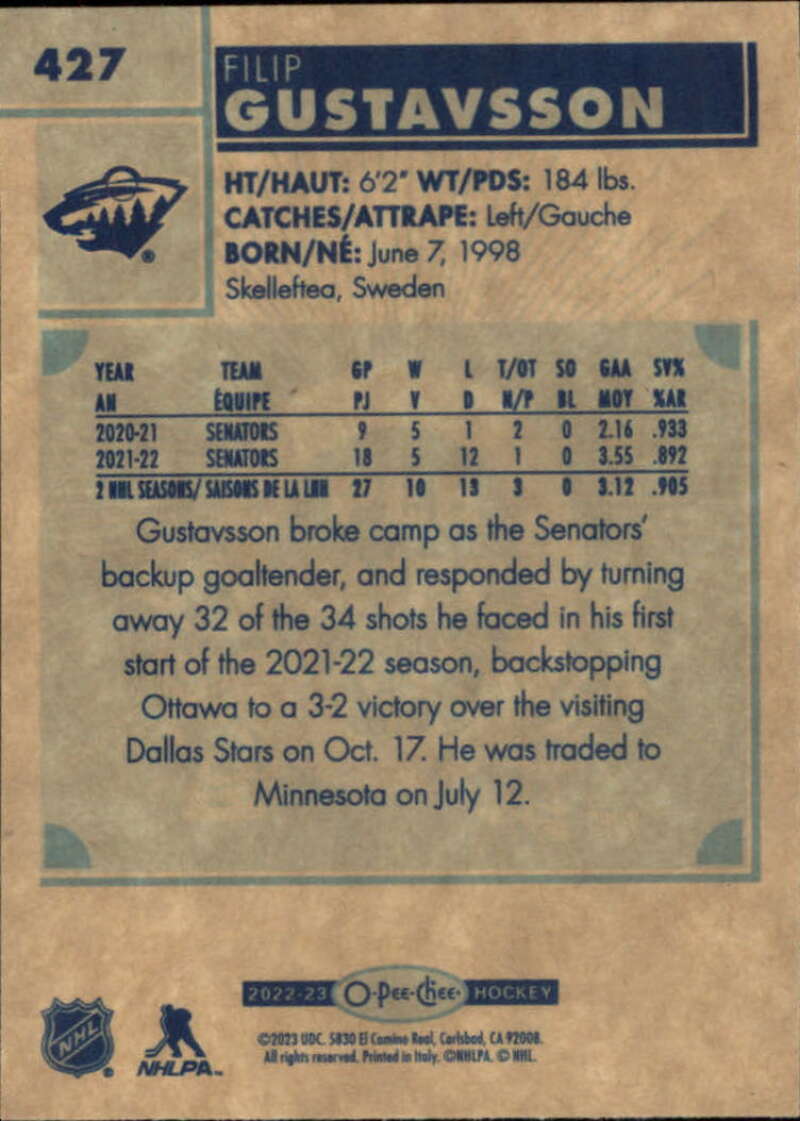 427
FILIP
GUSTAVSSON
HT/HAUT: 6'2" WT/PDS: 184 lbs.
CATCHES/ATTRAPE: Left/Gauche
BORN/NÉ: June 7, 1998
Skelleftea, Sweden
YEAR TEAM GP W L T/OT SO GAA SV%
AN ÉQUIPE PJ V D N/P BL MOY %AR
2020-21 SENATORS 9 5 1 2 0 2.16 .933
2021-22 SENATORS 18 5 12 1 0 3.55 .892
2 NHL SEASONS/ SAISONS DE LA LNH 27 10 13 3 0 3.12 .905
Gustavsson broke camp as the Senators'
backup goaltender, and responded by turning
away 32 of the 34 shots he faced in his first
start of the 2021-22 season, backstopping
Ottawa to a 3-2 victory over the visiting
Dallas Stars on Oct. 17. He was traded to
Minnesota on July 12.
2022-23 O-Pee-Chee HOCKEY
NHL
NHLPA™
©2023 UDC. 5830 El Camino Real, Carlsbad, CA 92008.
All rights reserved. Printed in Italy. ©NHLPA. © NHL.